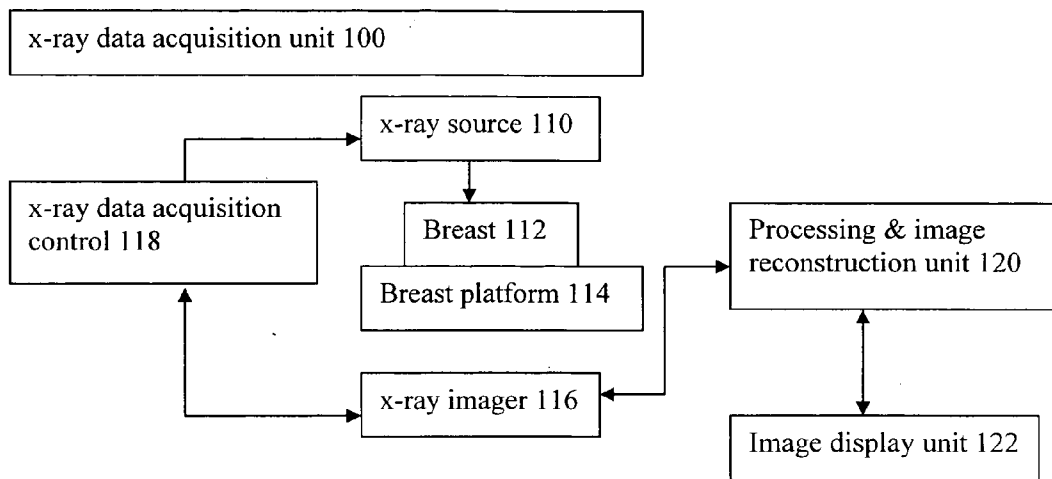 x-ray data acquisition unit 100
x-ray source 110
x-ray data acquisition
control 118
Breast 112
Breast platform 114
x-ray imager 116
Processing & image
reconstruction unit 120
Image display unit 122